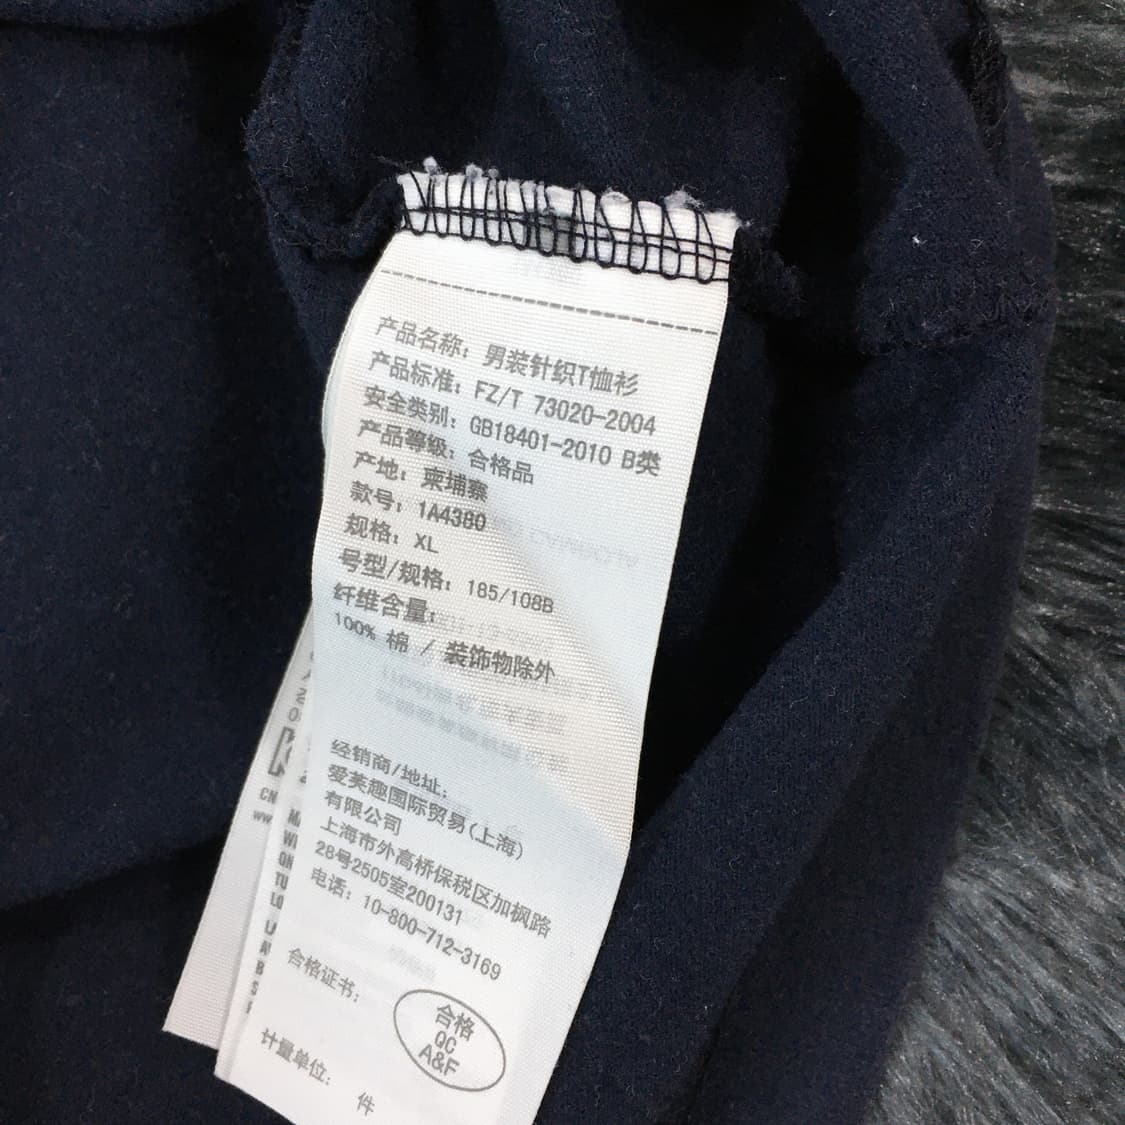 产品名称：男装针织T恤衫
产品标准：FZ/T 73020-2004
安全类别：GB18401-2010 B类
产品等级：合格品
产地：柬埔寨
款号：1A4380
规格：XL
号型/规格：185/108B
纤维含量：
100% 棉 / 装饰物除外
经销商/地址：
爱芙趣国际贸易(上海)
有限公司
上海市外高桥保税区加枫路
28号2505室200131
电话：10-800-712-3169
合格证书：
合格
QC
A&F
计量单位：
件
CN